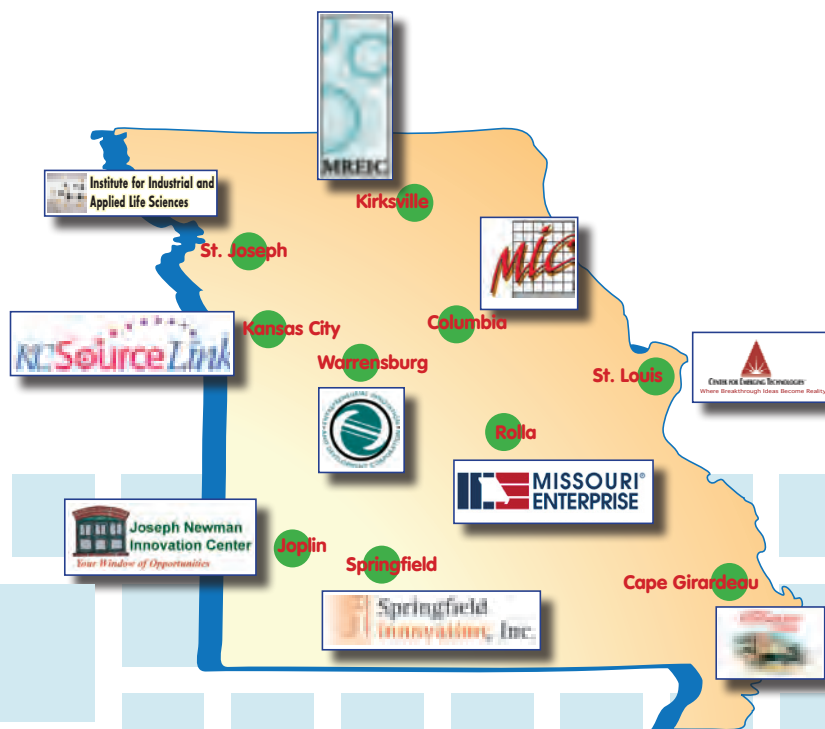 MREIC
Institute for Industrial and
Applied Life Sciences
Kirksville
MIC
St. Joseph
Kansas City
Columbia
KCSourceLink
Warrensburg
St. Louis
CENTER FOR EMERGING TECHNOLOGIES
Where Breakthrough Ideas Become Reality
Rolla
MISSOURI®
ENTERPRISE
Joseph Newman
Innovation Center
Your Window of Opportunities
Joplin
Springfield
Cape Girardeau
Springfield
Innovation, Inc.